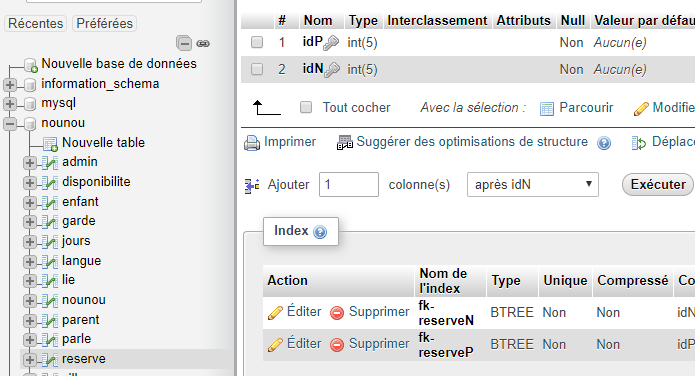 Récentes Préférées
Nouvelle base de données
information_schema
mysql
nounou
Nouvelle table
admin
disponibilite
enfant
garde
jours
langue
lie
nounou
parent
parle
reserve
# Nom Type Interclassement Attributs Null Valeur par défau
1 idP int(5) Non Aucun(e)
2 idN int(5) Non Aucun(e)
Tout cocher Avec la sélection : Parcourir Modifie
Imprimer Suggérer des optimisations de structure Déplace
Ajouter 1 colonne(s) après idN Exécuter
Index
Action Nom de l'index Type Unique Compressé Co
Éditer Supprimer fk-reserveN BTREE Non Non idN
Éditer Supprimer fk-reserveP BTREE Non Non idP